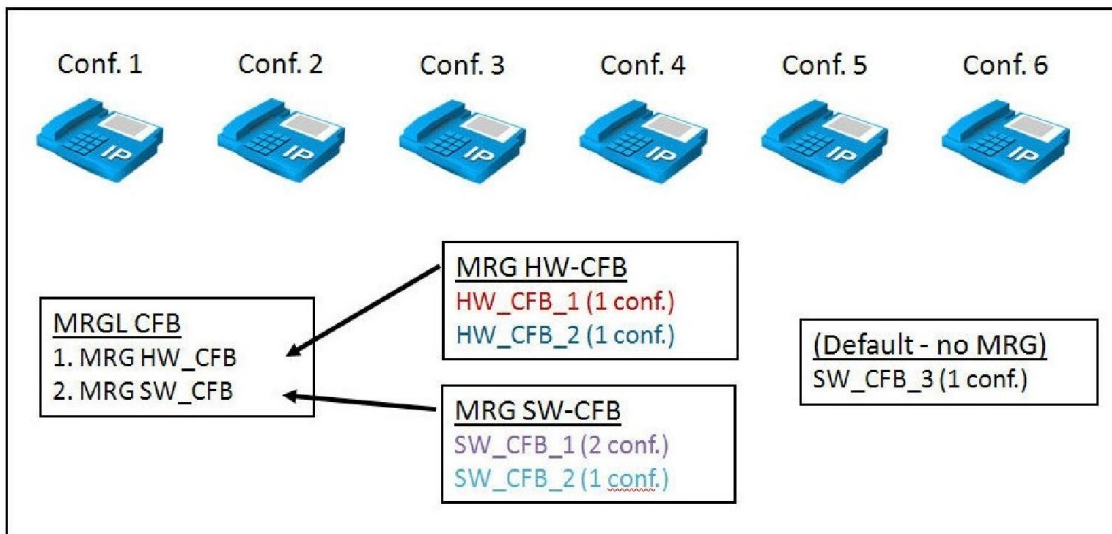 Conf. 1 Conf. 2 Conf. 3 Conf. 4 Conf. 5 Conf. 6
IP IP IP IP IP IP
MRG HW-CFB
HW_CFB_1 (1 conf.)
HW_CFB_2 (1 conf.)
MRGL CFB
1. MRG HW_CFB
2. MRG SW_CFB
(Default - no MRG)
SW_CFB_3 (1 conf.)
MRG SW-CFB
SW_CFB_1 (2 conf.)
SW_CFB_2 (1 conf.)